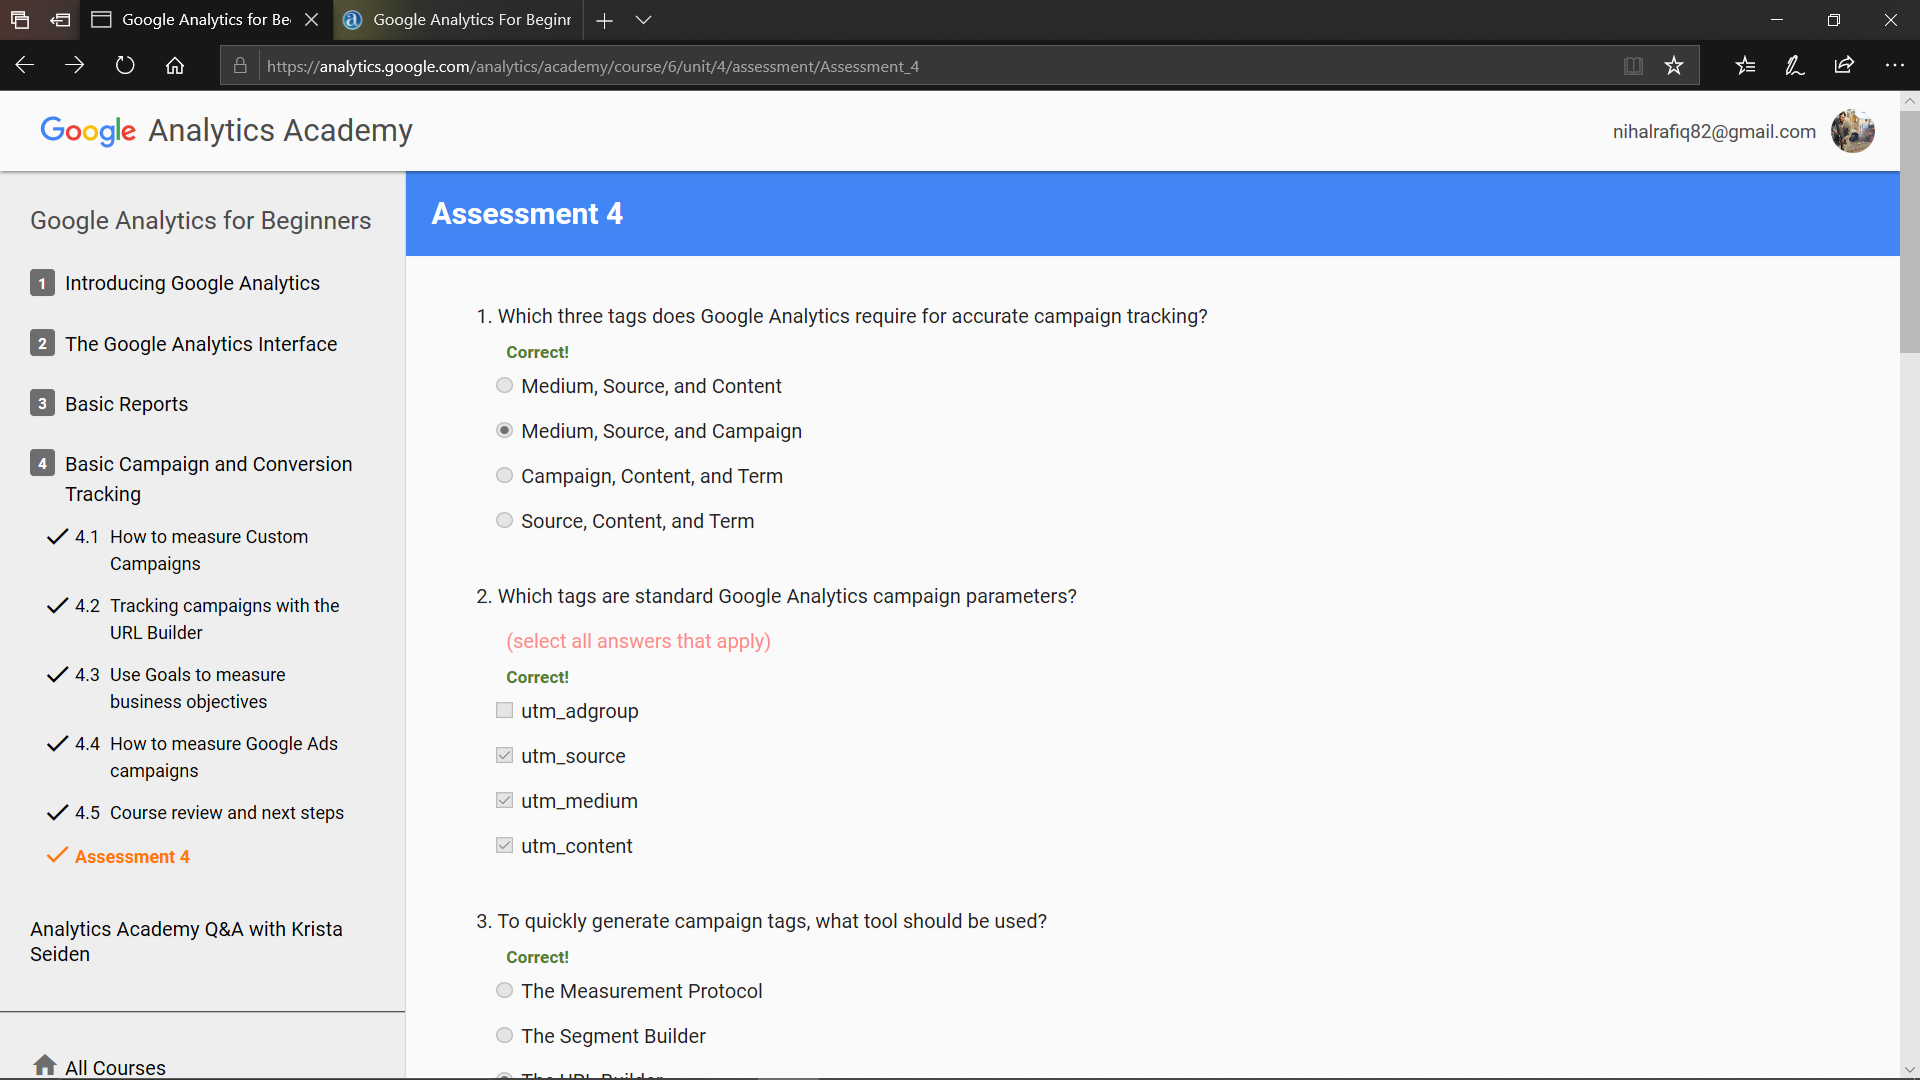 Google Analytics for Be
Google Analytics For Beginn
https://analytics.google.com/analytics/academy/course/6/unit/4/assessment/Assessment_4
Google Analytics Academy
nihalrafiq82@gmail.com
Google Analytics for Beginners
1 Introducing Google Analytics
2 The Google Analytics Interface
3 Basic Reports
4 Basic Campaign and Conversion
Tracking
4.1 How to measure Custom
Campaigns
4.2 Tracking campaigns with the
URL Builder
4.3 Use Goals to measure
business objectives
4.4 How to measure Google Ads
campaigns
4.5 Course review and next steps
Assessment 4
Analytics Academy Q&A with Krista
Seiden
All Courses
Assessment 4
1. Which three tags does Google Analytics require for accurate campaign tracking?
Correct!
Medium, Source, and Content
Medium, Source, and Campaign
Campaign, Content, and Term
Source, Content, and Term
2. Which tags are standard Google Analytics campaign parameters?
(select all answers that apply)
Correct!
utm_adgroup
utm_source
utm_medium
utm_content
3. To quickly generate campaign tags, what tool should be used?
Correct!
The Measurement Protocol
The Segment Builder
The URL Builder